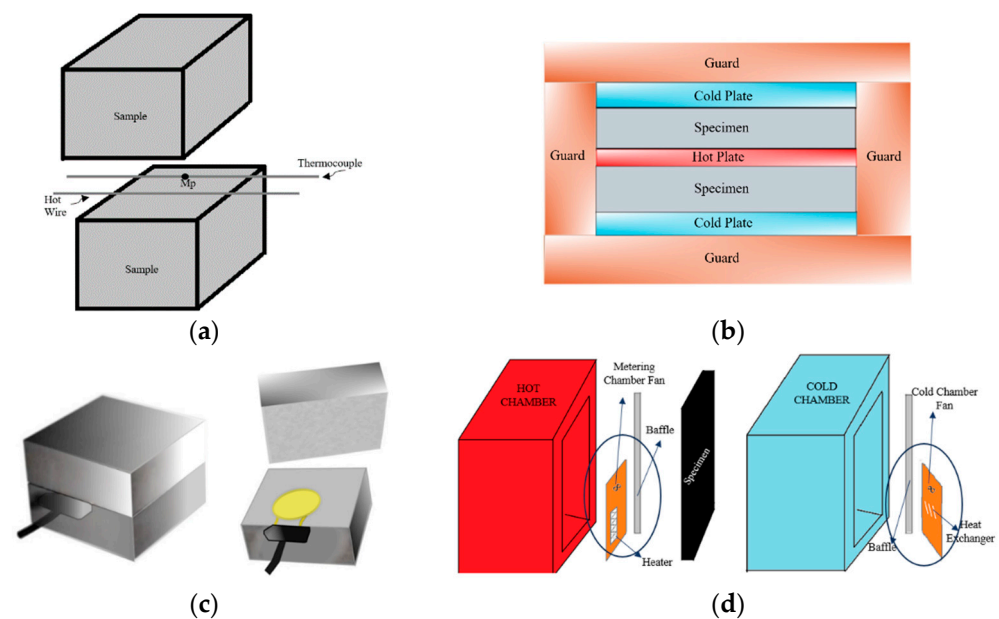 Sample
Thermocouple
Mp
Hot
Wire
Sample
(a)
Guard
Cold Plate
Specimen
Guard
Hot Plate
Guard
Specimen
Cold Plate
Guard
(b)
(c)
HOT
CHAMBER
Metering
Chamber Fan
Baffle
Specimen
Heater
COLD
CHAMBER
Cold Chamber
Fan
Baffle
Heat
Exchanger
(d)